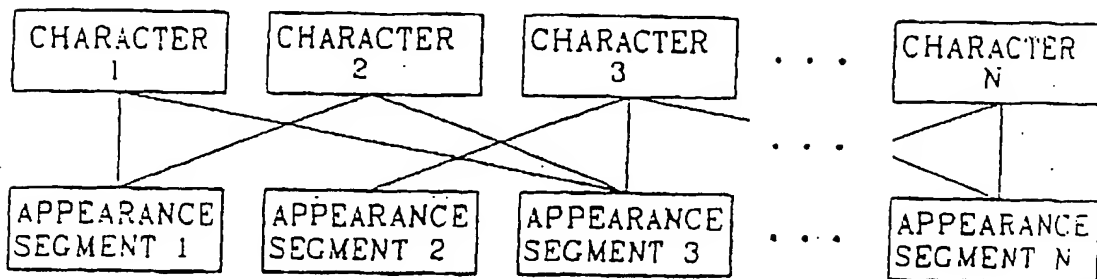 CHARACTER
1
CHARACTER
2
CHARACTER
3
. . .
CHARACTER
N
. . .
APPEARANCE
SEGMENT 1
APPEARANCE
SEGMENT 2
APPEARANCE
SEGMENT 3
. . .
APPEARANCE
SEGMENT N